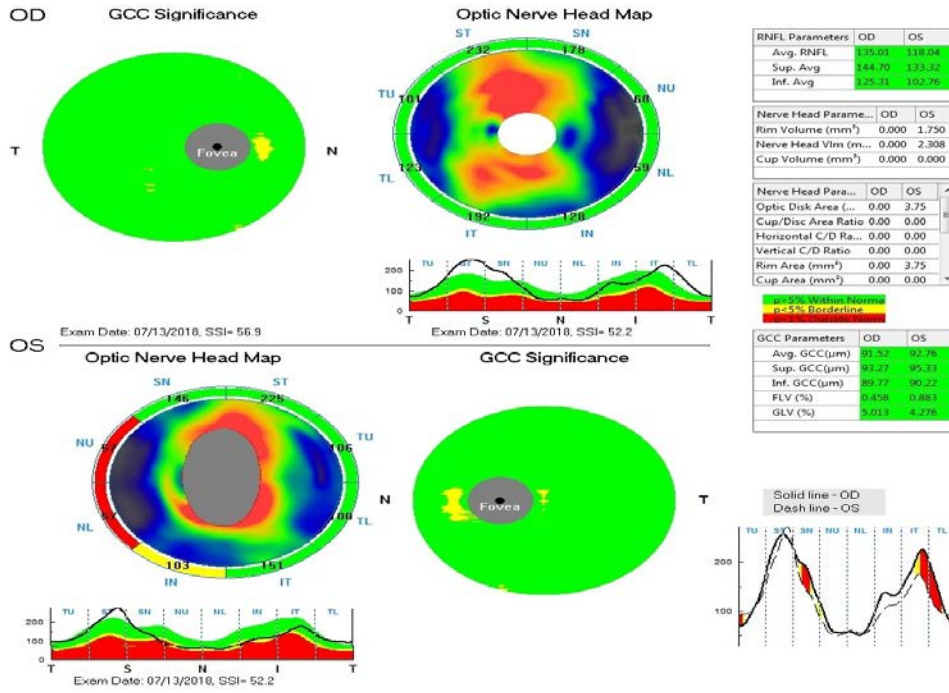 OD
GCC Significance
Optic Nerve Head Map
T
Fovea
N
ST
SN
TU
NU
TL
NL
IT
IN
232
178
101
68
123
59
192
128
TU ST SN NU NL IN IT TL
200
100
0
T S N I T
Exam Date: 07/13/2018, SSI= 56.9
Exam Date: 07/13/2018, SSI= 52.2
RNFL Parameters OD OS
Avg. RNFL 135.01 118.04
Sup. Avg 144.70 133.32
Inf. Avg 125.31 102.76
Nerve Head Parame... OD OS
Rim Volume (mm³) 0.000 1.750
Nerve Head Vlm (m... 0.000 2.308
Cup Volume (mm³) 0.000 0.000
Nerve Head Para... OD OS
Optic Disk Area (... 0.00 3.75
Cup/Disc Area Ratio 0.00 0.00
Horizontal C/D Ra... 0.00 0.00
Vertical C/D Ratio 0.00 0.00
Rim Area (mm²) 0.00 3.75
Cup Area (mm²) 0.00 0.00
p>5% Within Norma
p<5% Borderline
p<1% Outside Norm
GCC Parameters OD OS
Avg. GCC(μm) 91.52 92.76
Sup. GCC(μm) 93.27 95.33
Inf. GCC(μm) 89.77 90.22
FLV (%) 0.458 0.883
GLV (%) 5.013 4.276
OS
Optic Nerve Head Map
GCC Significance
SN
ST
NU
TU
NL
TL
IN
IT
146
225
106
57
100
103
151
N
Fovea
T
TU ST SN NU NL IN IT TL
200
100
0
T S N I T
Exam Date: 07/13/2018, SSI= 52.2
Solid line - OD
Dash line - OS
TU ST SN NU NL IN IT TL
200
100